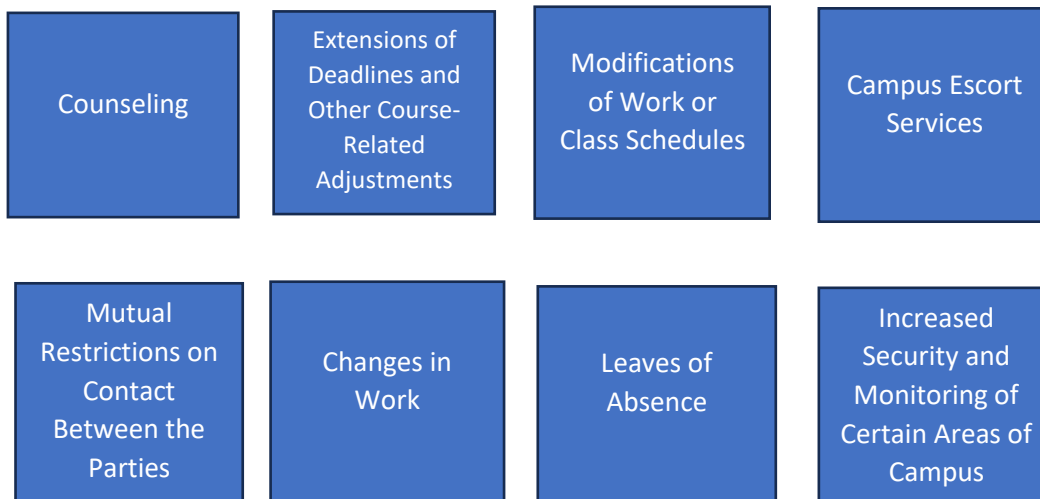 Counseling
Extensions of
Deadlines and
Other Course-
Related
Adjustments
Modifications
of Work or
Class Schedules
Campus Escort
Services
Mutual
Restrictions on
Contact
Between the
Parties
Changes in
Work
Leaves of
Absence
Increased
Security and
Monitoring of
Certain Areas of
Campus